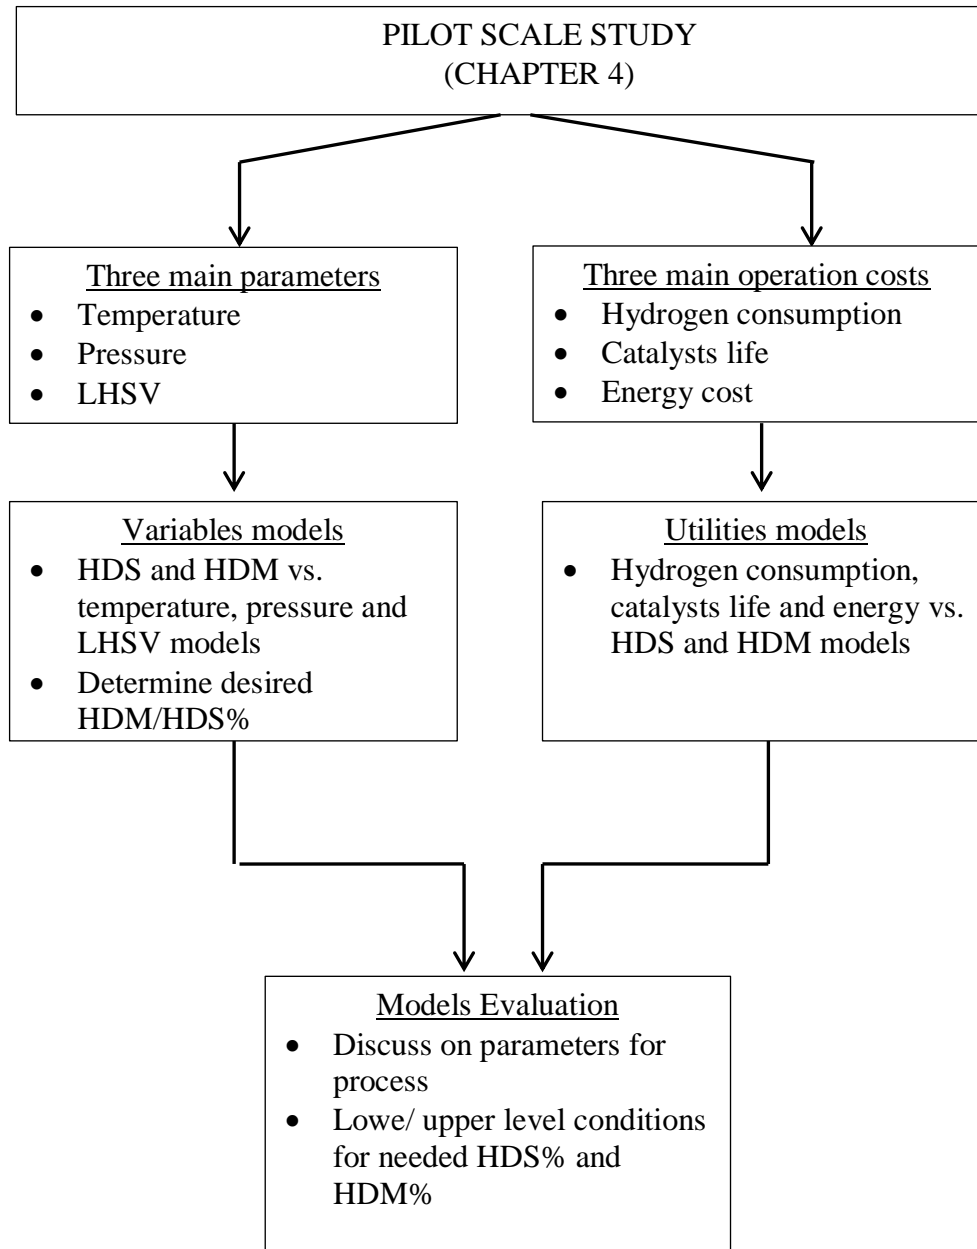 PILOT SCALE STUDY
(CHAPTER 4)
Three main parameters
• Temperature
• Pressure
• LHSV
Three main operation costs
• Hydrogen consumption
• Catalysts life
• Energy cost
Variables models
• HDS and HDM vs.
temperature, pressure and
LHSV models
• Determine desired
HDM/HDS%
Utilities models
• Hydrogen consumption,
catalysts life and energy vs.
HDS and HDM models
Models Evaluation
• Discuss on parameters for
process
• Lowe/ upper level conditions
for needed HDS% and
HDM%